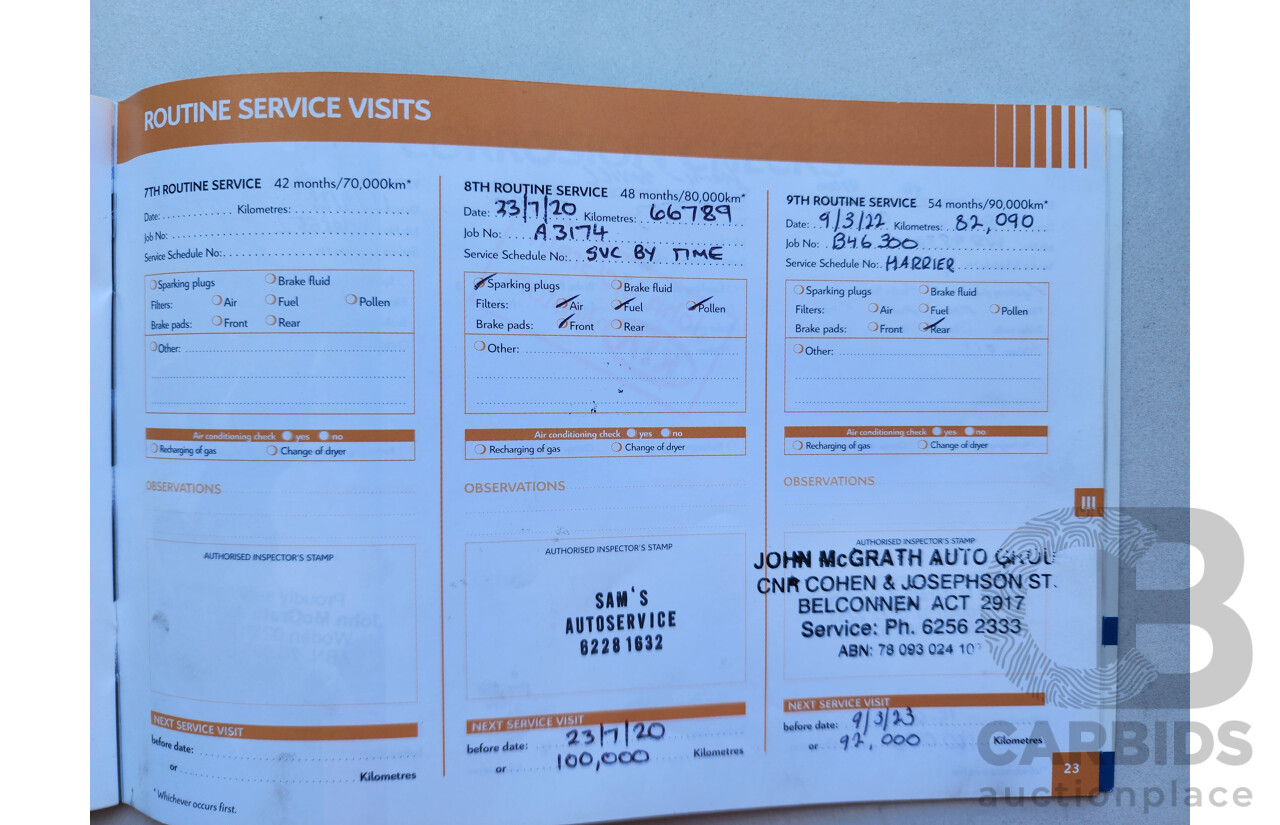 ROUTINE SERVICE VISITS
7TH ROUTINE SERVICE 42 months/70,000km*
Date: Kilometres:
Job No:
Service Schedule No:
Sparking plugs Brake fluid
Filters: Air Fuel Pollen
Brake pads: Front Rear
Other:
Air conditioning check yes no
Recharging of gas Change of dryer
OBSERVATIONS
AUTHORISED INSPECTOR'S STAMP
NEXT SERVICE VISIT
before date:
or Kilometres
*Whichever occurs first.
8TH ROUTINE SERVICE 48 months/80,000km*
Date: 23/7/20 Kilometres: 66789
Job No: A3174
Service Schedule No: SVC BY TIME
Sparking plugs Brake fluid
Filters: Air Fuel Pollen
Brake pads: Front Rear
Other:
Air conditioning check yes no
Recharging of gas Change of dryer
OBSERVATIONS
AUTHORISED INSPECTOR'S STAMP
SAM'S
AUTOSERVICE
62281632
NEXT SERVICE VISIT
before date: 23/7/20
or 100,000 Kilometres
9TH ROUTINE SERVICE 54 months/90,000km*
Date: 9/3/22 Kilometres: 82,090
Job No: B46300
Service Schedule No: HARRIER
Sparking plugs Brake fluid
Filters: Air Fuel Pollen
Brake pads: Front Rear
Other:
Air conditioning check yes no
Recharging of gas Change of dryer
OBSERVATIONS
AUTHORISED INSPECTOR'S STAMP
JOHN McGRATH AUTO GROU
CNR COHEN & JOSEPHSON ST.
BELCONNEN ACT 2917
Service: Ph. 6256 2333
ABN: 78 093 024 10
NEXT SERVICE VISIT
before date: 9/3/23
or 92,000 Kilometres
III
23
CARBIDS
auctionplace